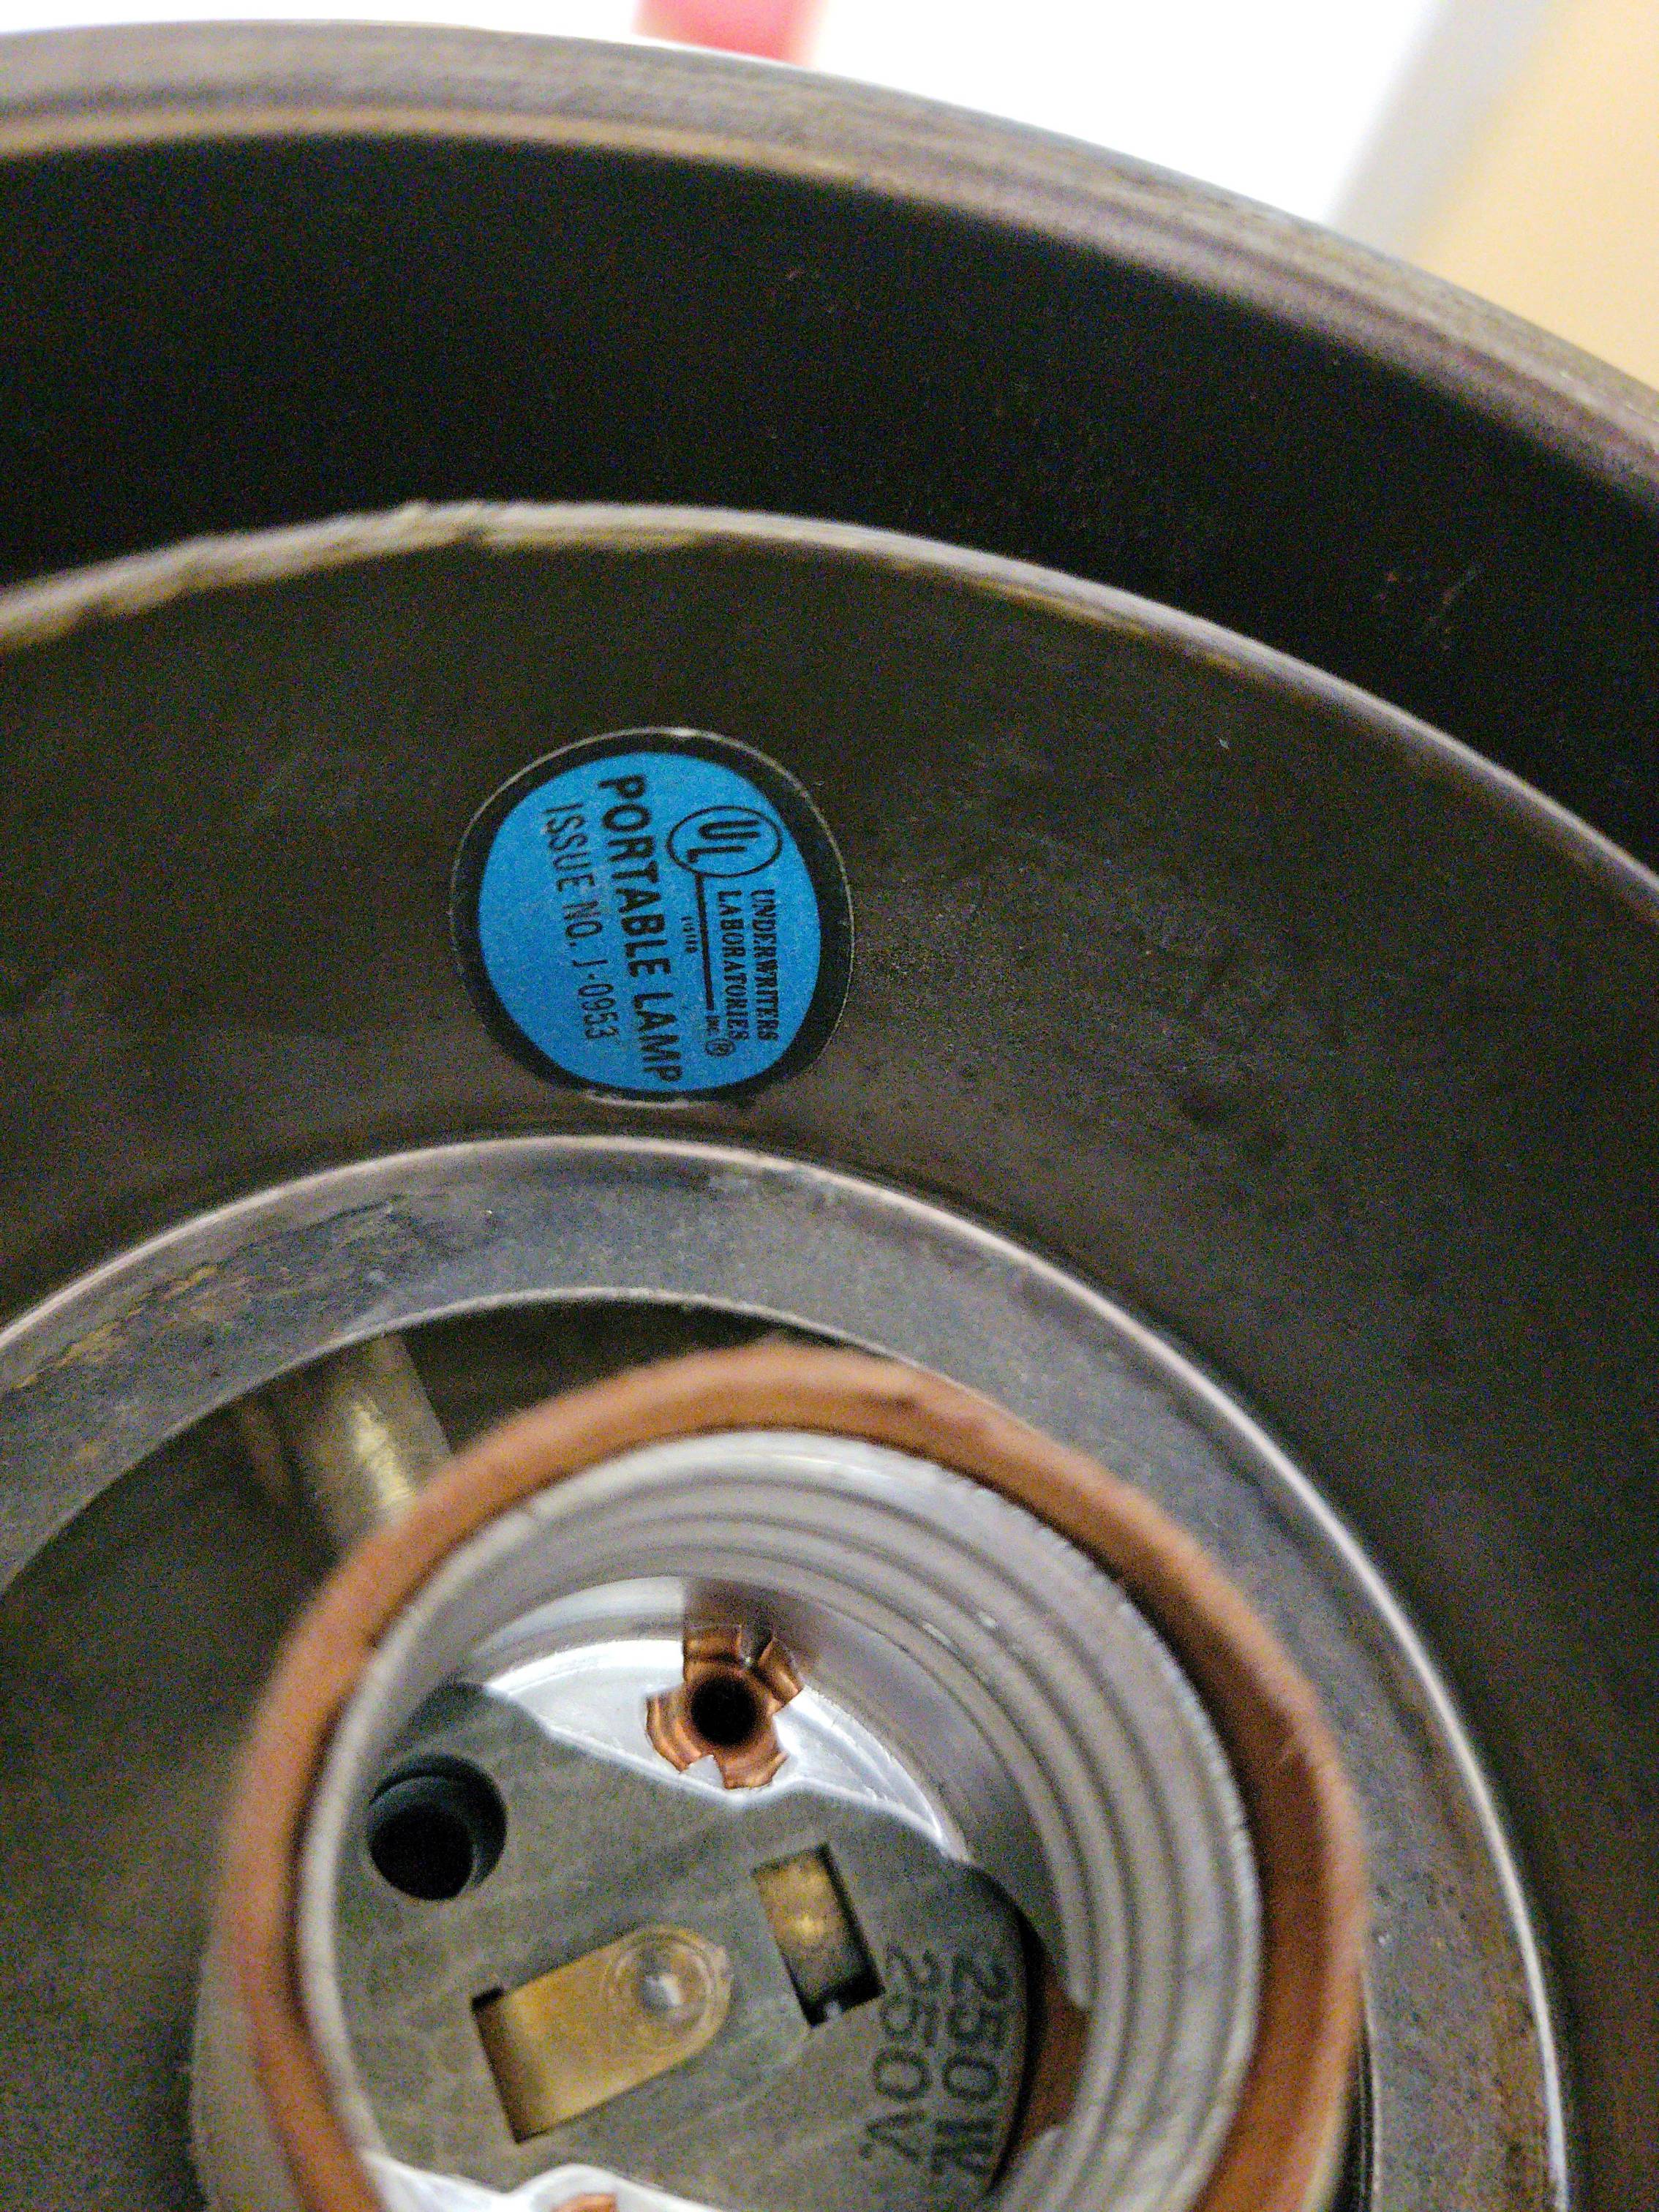 UNDERWRITERS
UL LABORATORIES INC.®
LISTED
PORTABLE LAMP
ISSUE NO. J-0953
250W.
250V.